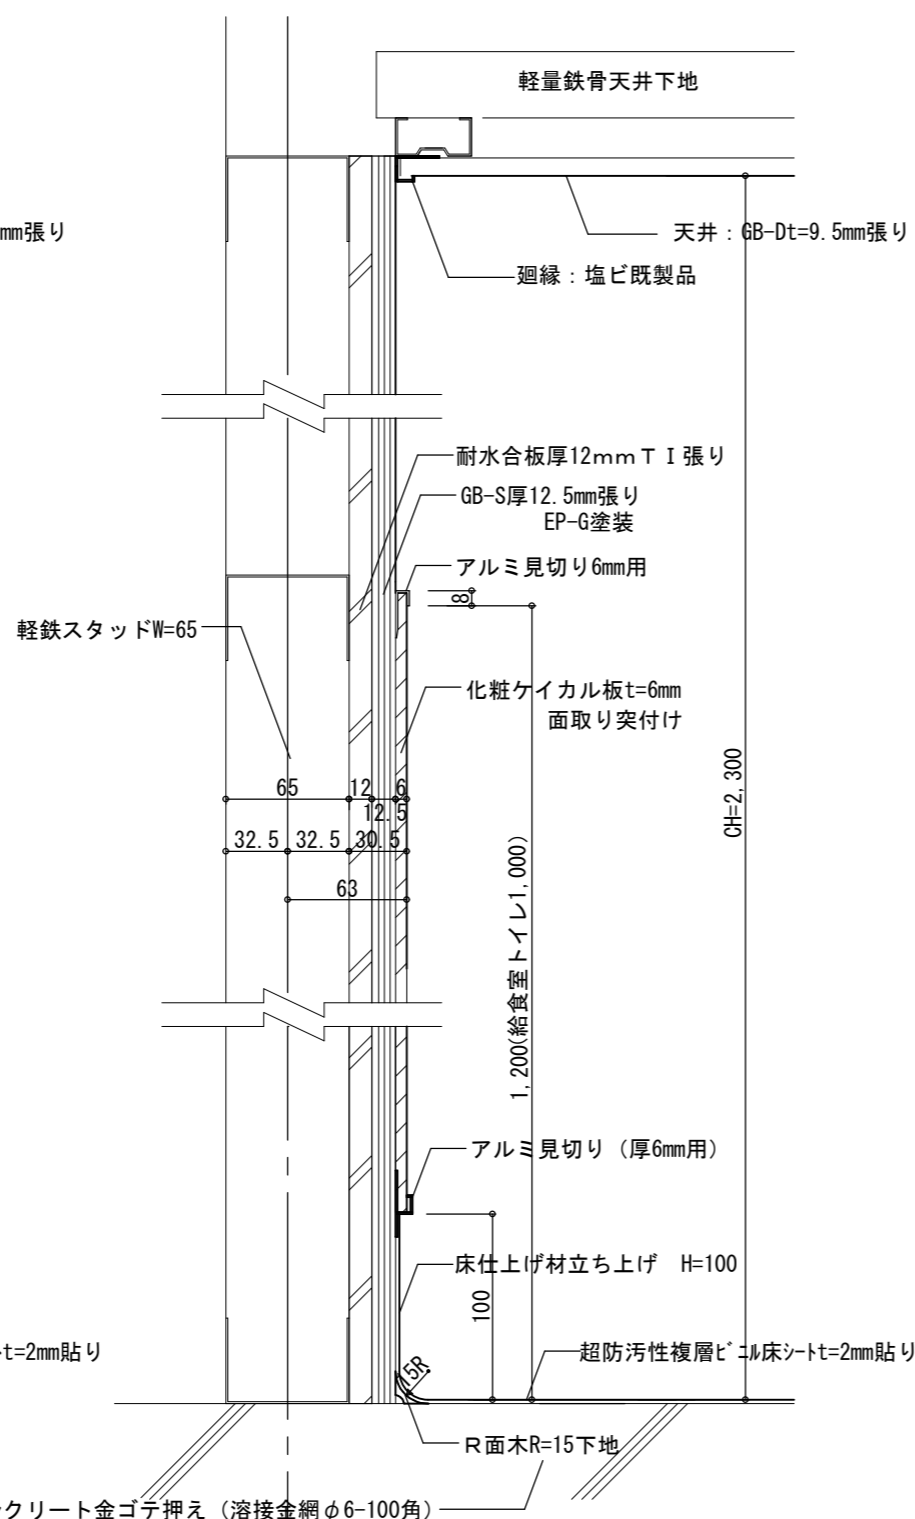 軽量鉄骨天井下地
mm張り
天井：GB-Dt=9.5mm張り
廻縁：塩ビ既製品
耐水合板厚12mmＴＩ張り
GB-S厚12.5mm張り
EP-G塗装
アルミ見切り6mm用
8
軽鉄スタッドW=65
化粧ケイカル板t=6mm
面取り突付け
CH=2,300
65
12
6
12.5
32.5
32.5
30.5
63
1,200(給食室トイレ1,000)
アルミ見切り（厚6mm用）
床仕上げ材立ち上げ　H=100
100
t=2mm貼り
超防汚性複層ﾋﾞﾆﾙ床ｼｰﾄt=2mm貼り
15R
Ｒ面木R=15下地
クリート金ゴテ押え（溶接金網φ6-100角）